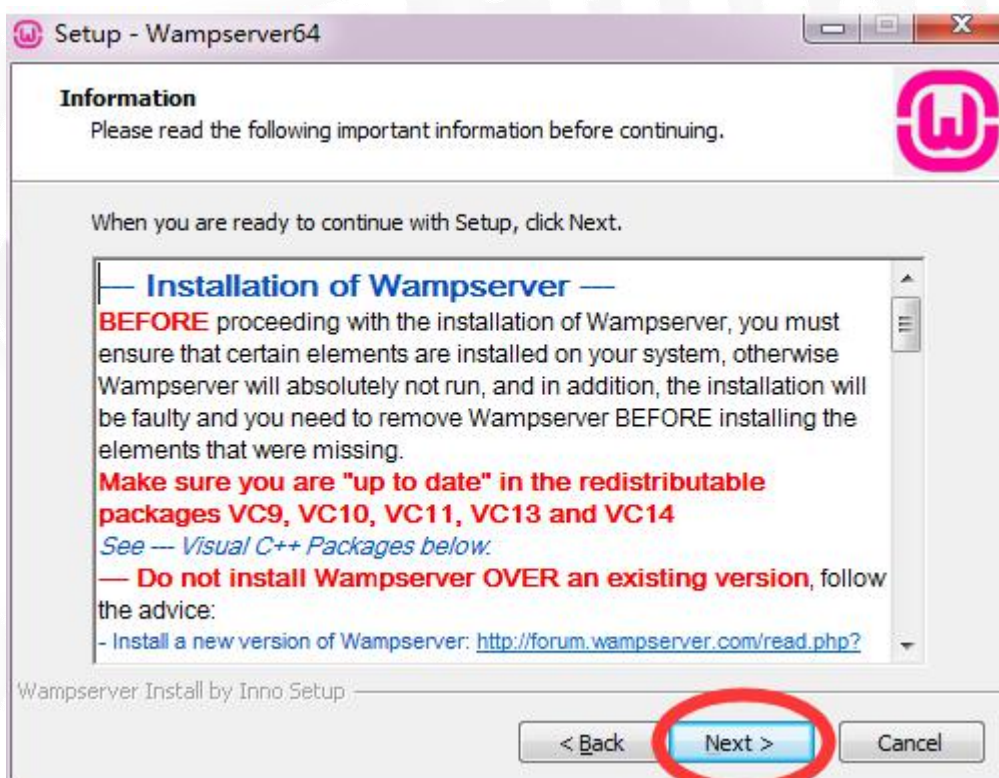 Setup - Wampserver64
Information
Please read the following important information before continuing.
When you are ready to continue with Setup, click Next.
— Installation of Wampserver —
BEFORE proceeding with the installation of Wampserver, you must
ensure that certain elements are installed on your system, otherwise
Wampserver will absolutely not run, and in addition, the installation will
be faulty and you need to remove Wampserver BEFORE installing the
elements that were missing.
Make sure you are "up to date" in the redistributable
packages VC9, VC10, VC11, VC13 and VC14
See --- Visual C++ Packages below.
— Do not install Wampserver OVER an existing version, follow
the advice:
- Install a new version of Wampserver: http://forum.wampserver.com/read.php?
Wampserver Install by Inno Setup
< Back Next > Cancel